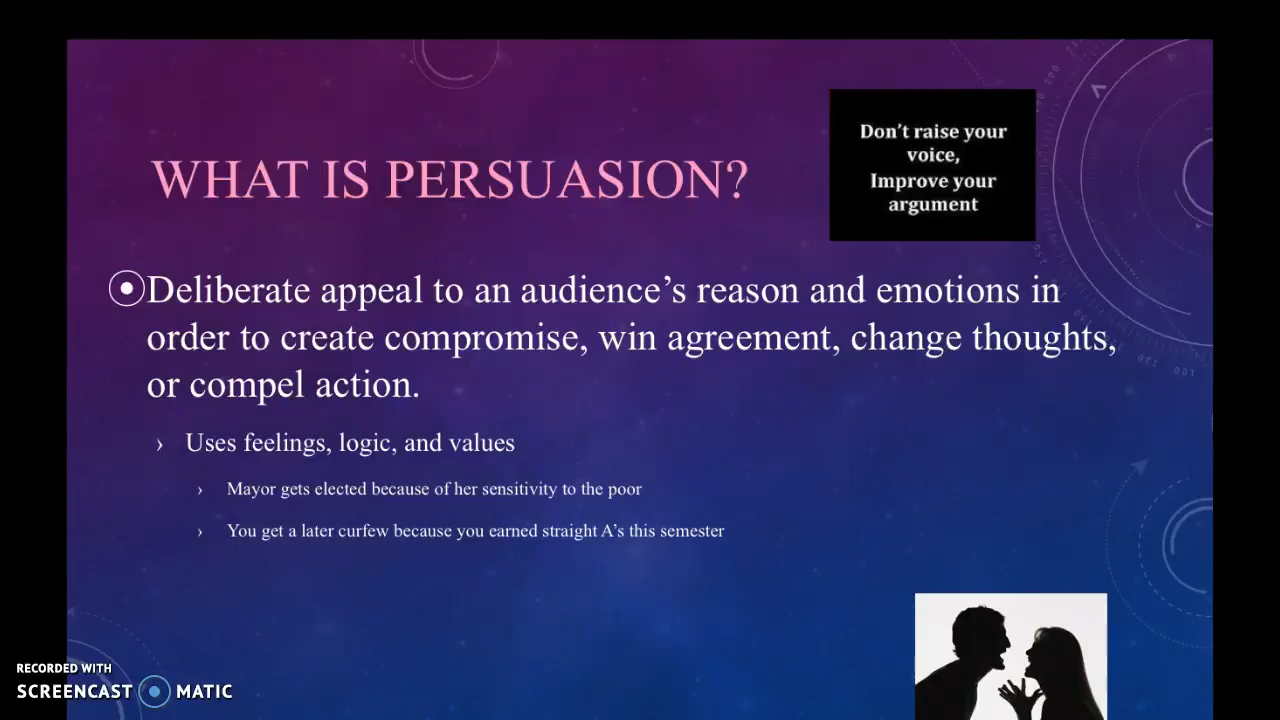 Don't raise your
voice,
Improve your
argument
WHAT IS PERSUASION?
Deliberate appeal to an audience's reason and emotions in
order to create compromise, win agreement, change thoughts,
or compel action.
› Uses feelings, logic, and values
› Mayor gets elected because of her sensitivity to the poor
› You get a later curfew because you earned straight A's this semester
RECORDED WITH
SCREENCAST MATIC